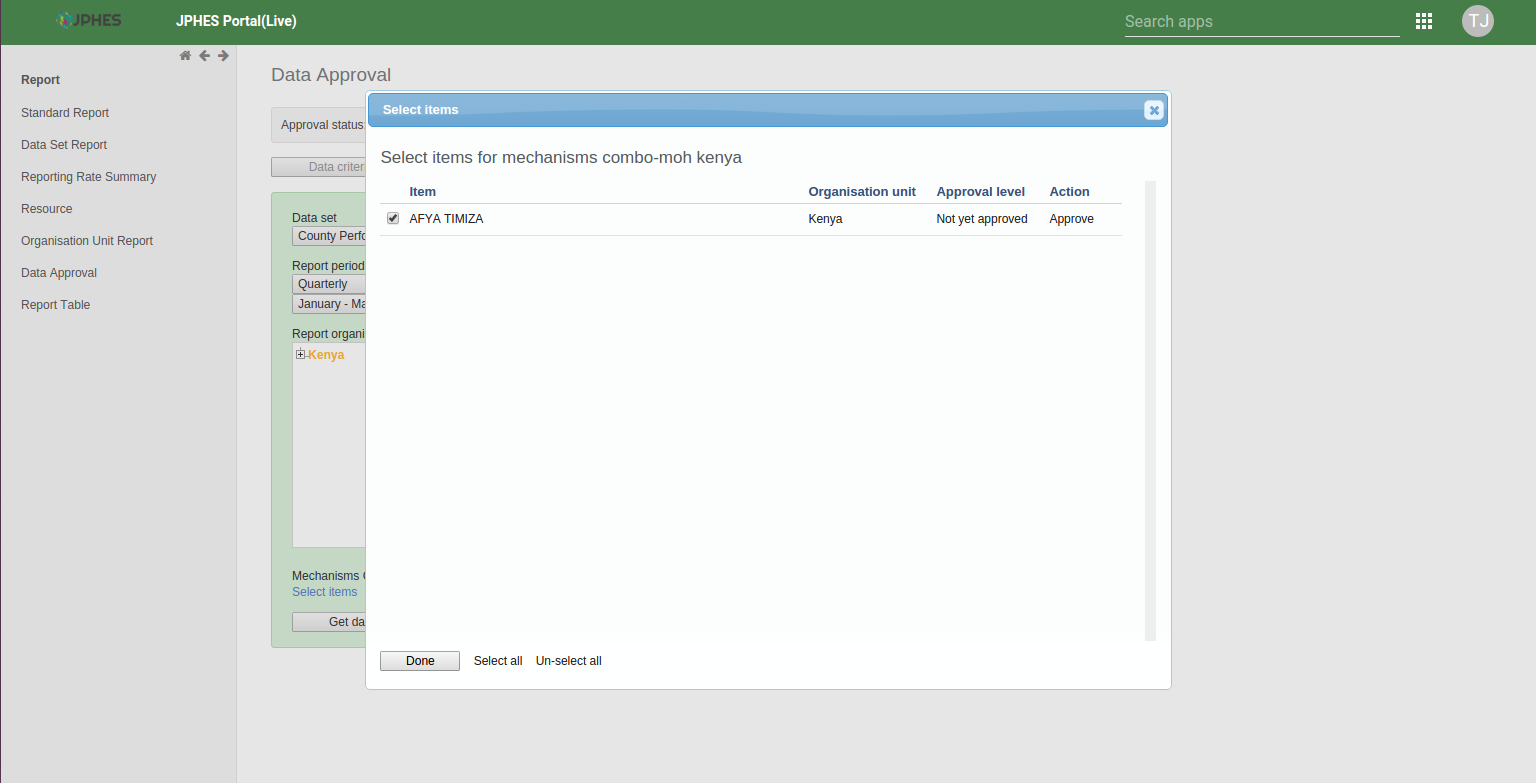 JPHES
JPHES Portal(Live)
Search apps
TJ
Report
Standard Report
Data Set Report
Reporting Rate Summary
Resource
Organisation Unit Report
Data Approval
Report Table
Data Approval
Approval status
Data criteri
Data set
County Perfo
Report period
Quarterly
January - Ma
Report organi
Kenya
Mechanisms
Select items
Get da
Select items
Select items for mechanisms combo-moh kenya
Item Organisation unit Approval level Action
AFYA TIMIZA Kenya Not yet approved Approve
Done Select all Un-select all